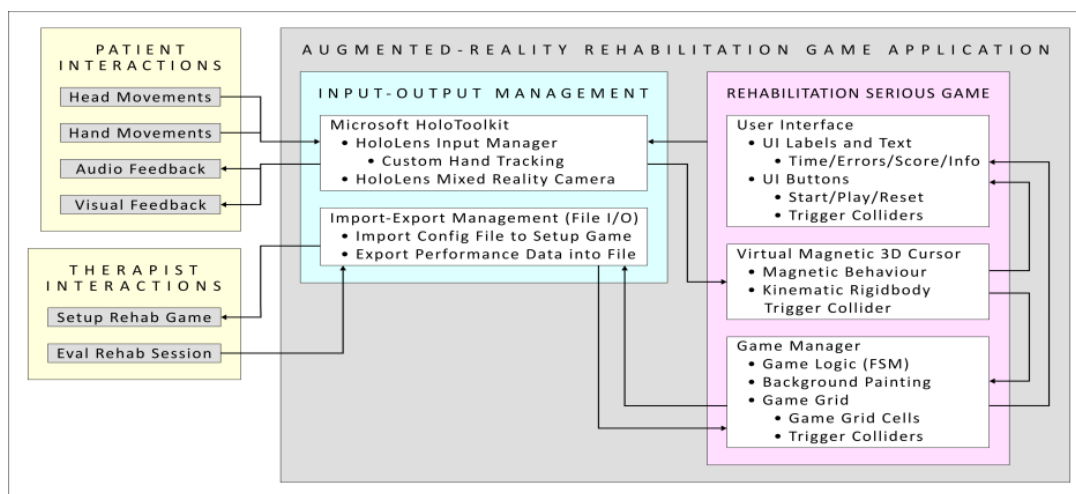 PATIENT
INTERACTIONS
Head Movements
Hand Movements
Audio Feedback
Visual Feedback
THERAPIST
INTERACTIONS
Setup Rehab Game
Eval Rehab Session
AUGMENTED-REALITY REHABILITATION GAME APPLICATION
INPUT-OUTPUT MANAGEMENT
Microsoft HoloToolkit
• HoloLens Input Manager
• Custom Hand Tracking
• HoloLens Mixed Reality Camera
Import-Export Management (File I/O)
• Import Config File to Setup Game
• Export Performance Data into File
REHABILITATION SERIOUS GAME
User Interface
• UI Labels and Text
• Time/Errors/Score/Info
• UI Buttons
• Start/Play/Reset
• Trigger Colliders
Virtual Magnetic 3D Cursor
• Magnetic Behaviour
• Kinematic Rigidbody
Trigger Collider
Game Manager
• Game Logic (FSM)
• Background Painting
• Game Grid
• Game Grid Cells
• Trigger Colliders